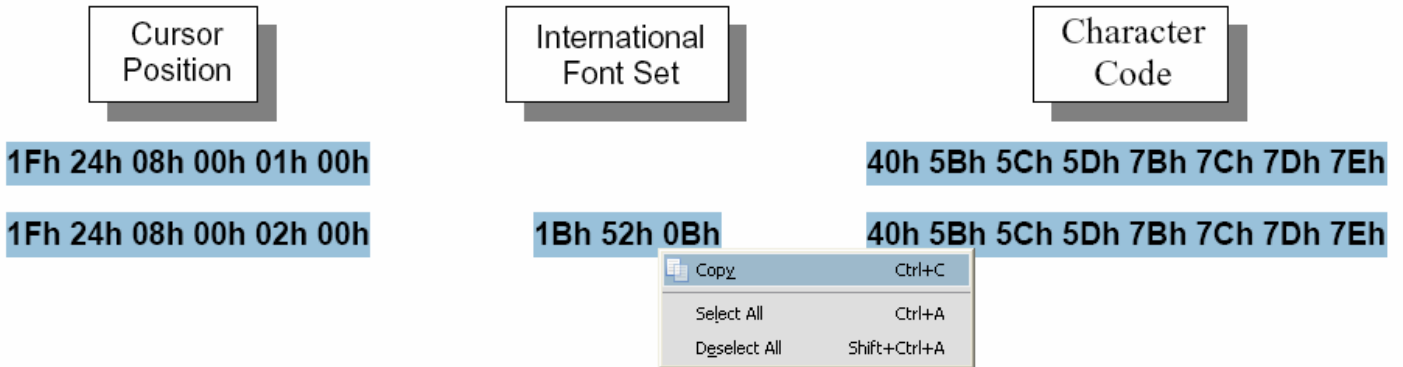 Cursor
Position
International
Font Set
Character
Code
1Fh 24h 08h 00h 01h 00h
40h 5Bh 5Ch 5Dh 7Bh 7Ch 7Dh 7Eh
1Fh 24h 08h 00h 02h 00h
1Bh 52h 0Bh
40h 5Bh 5Ch 5Dh 7Bh 7Ch 7Dh 7Eh
Copy Ctrl+C
Select All Ctrl+A
Deselect All Shift+Ctrl+A